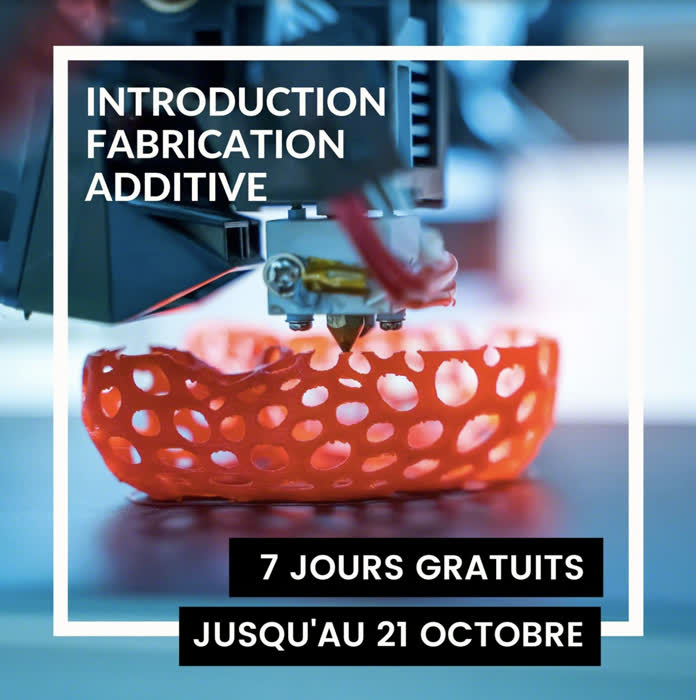 INTRODUCTION
FABRICATION
ADDITIVE
7 JOURS GRATUITS
JUSQU'AU 21 OCTOBRE